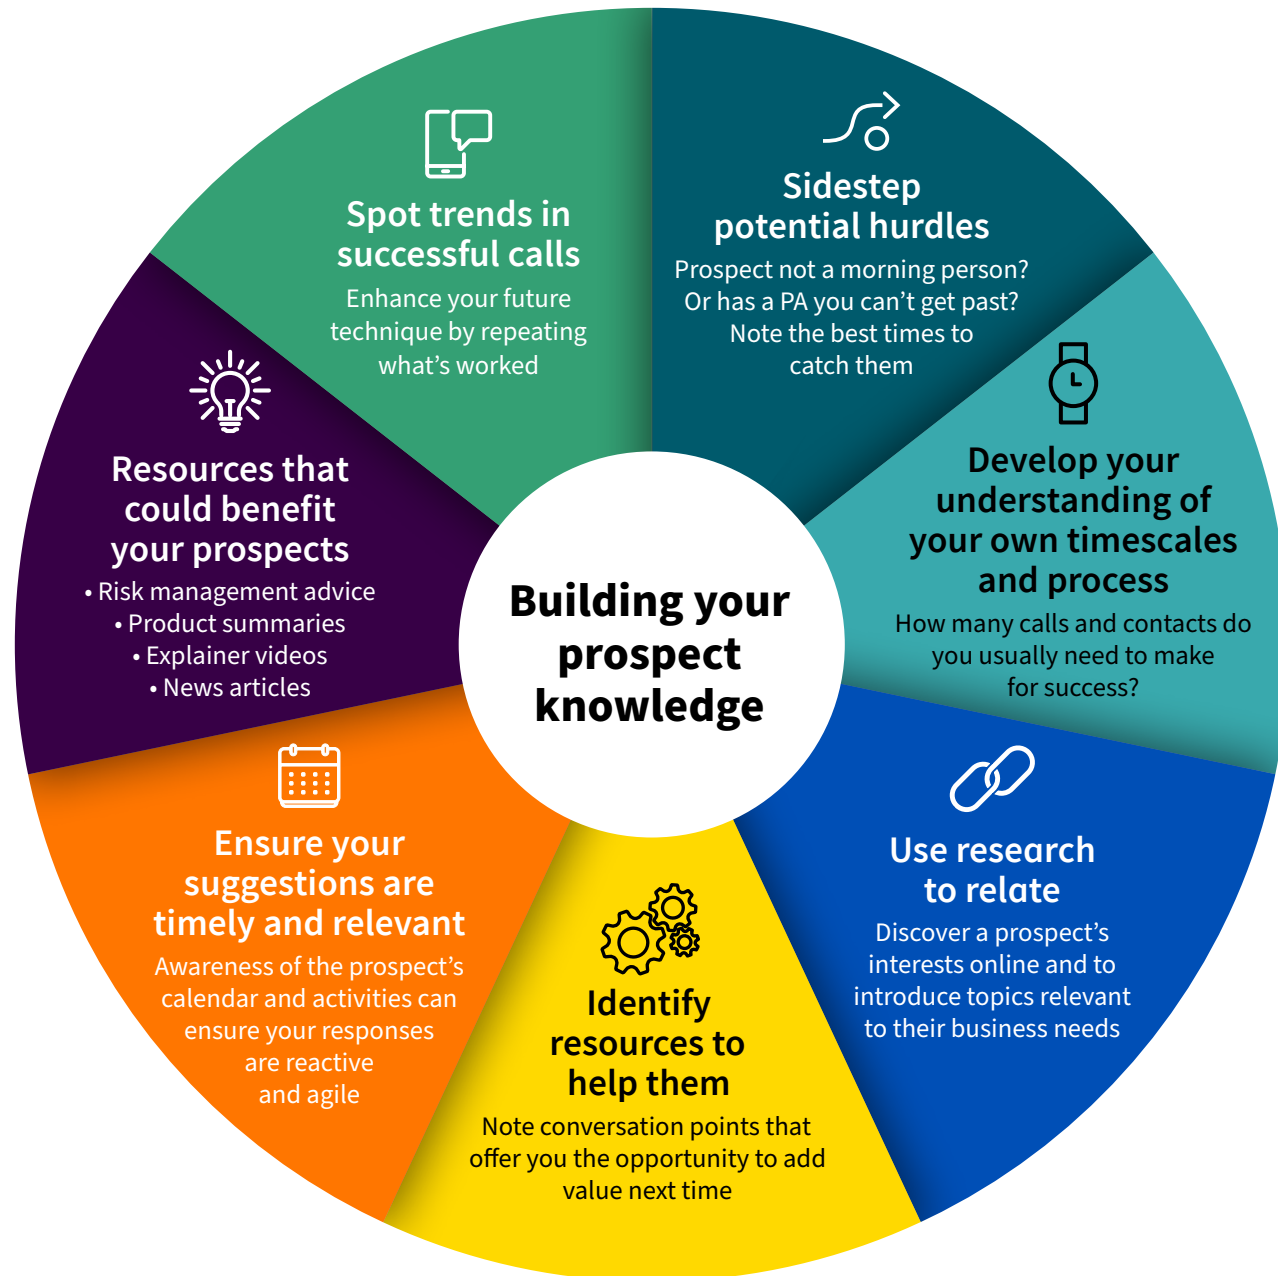 Building your
prospect
knowledge
Sidestep
potential hurdles
Prospect not a morning person?
Or has a PA you can’t get past?
Note the best times to
catch them
Develop your
understanding of
your own timescales
and process
How many calls and contacts do
you usually need to make
for success?
Use research
to relate
Discover a prospect’s
interests online and to
introduce topics relevant
to their business needs
Identify
resources to
help them
Note conversation points that
offer you the opportunity to add
value next time
Ensure your
suggestions are
timely and relevant
Awareness of the prospect’s
calendar and activities can
ensure your responses
are reactive
and agile
Resources that
could benefit
your prospects
• Risk management advice
• Product summaries
• Explainer videos
• News articles
Spot trends in
successful calls
Enhance your future
technique by repeating
what’s worked